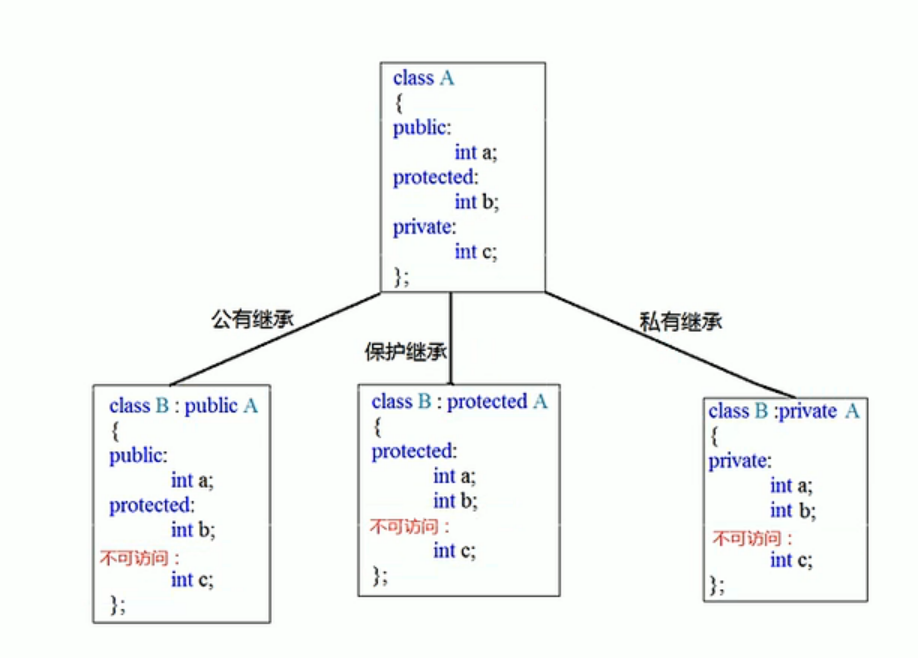 class A
{
public:
int a;
protected:
int b;
private:
int c;
};
公有继承
保护继承
私有继承
class B : public A
{
public:
int a;
protected:
int b;
不可访问：
int c;
};
class B : protected A
{
protected:
int a;
int b;
不可访问：
int c;
};
class B :private A
{
private:
int a;
int b;
不可访问：
int c;
};